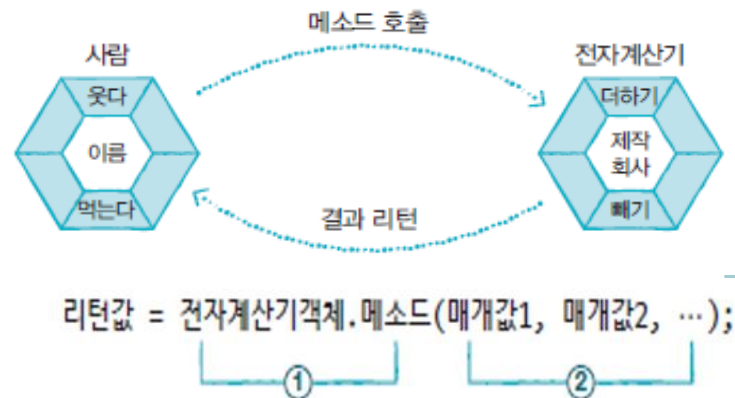 메소드 호출
사람
전자계산기
웃다
더하기
이름
제작
회사
먹는다
빼기
결과 리턴
리턴값 = 전자계산기객체.메소드(매개값1, 매개값2, …);
①
②